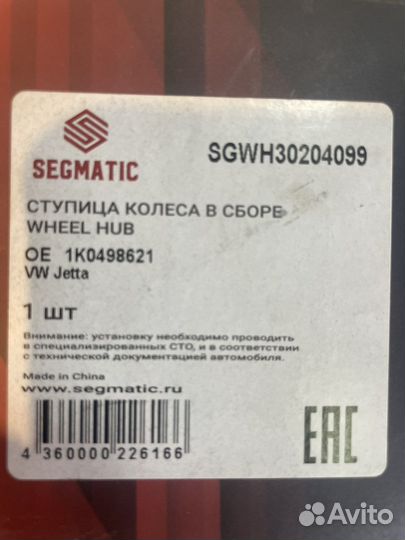 SEGMATIC
SGWH30204099
СТУПИЦА КОЛЕСА В СБОРЕ
WHEEL HUB
OE 1K0498621
VW Jetta
1 шт
Внимание: установку необходимо проводить
в специализированных СТО, и в соответствии
с технической документацией автомобиля.
Made in China
www.segmatic.ru
4 360000 226166
EAC
Avito